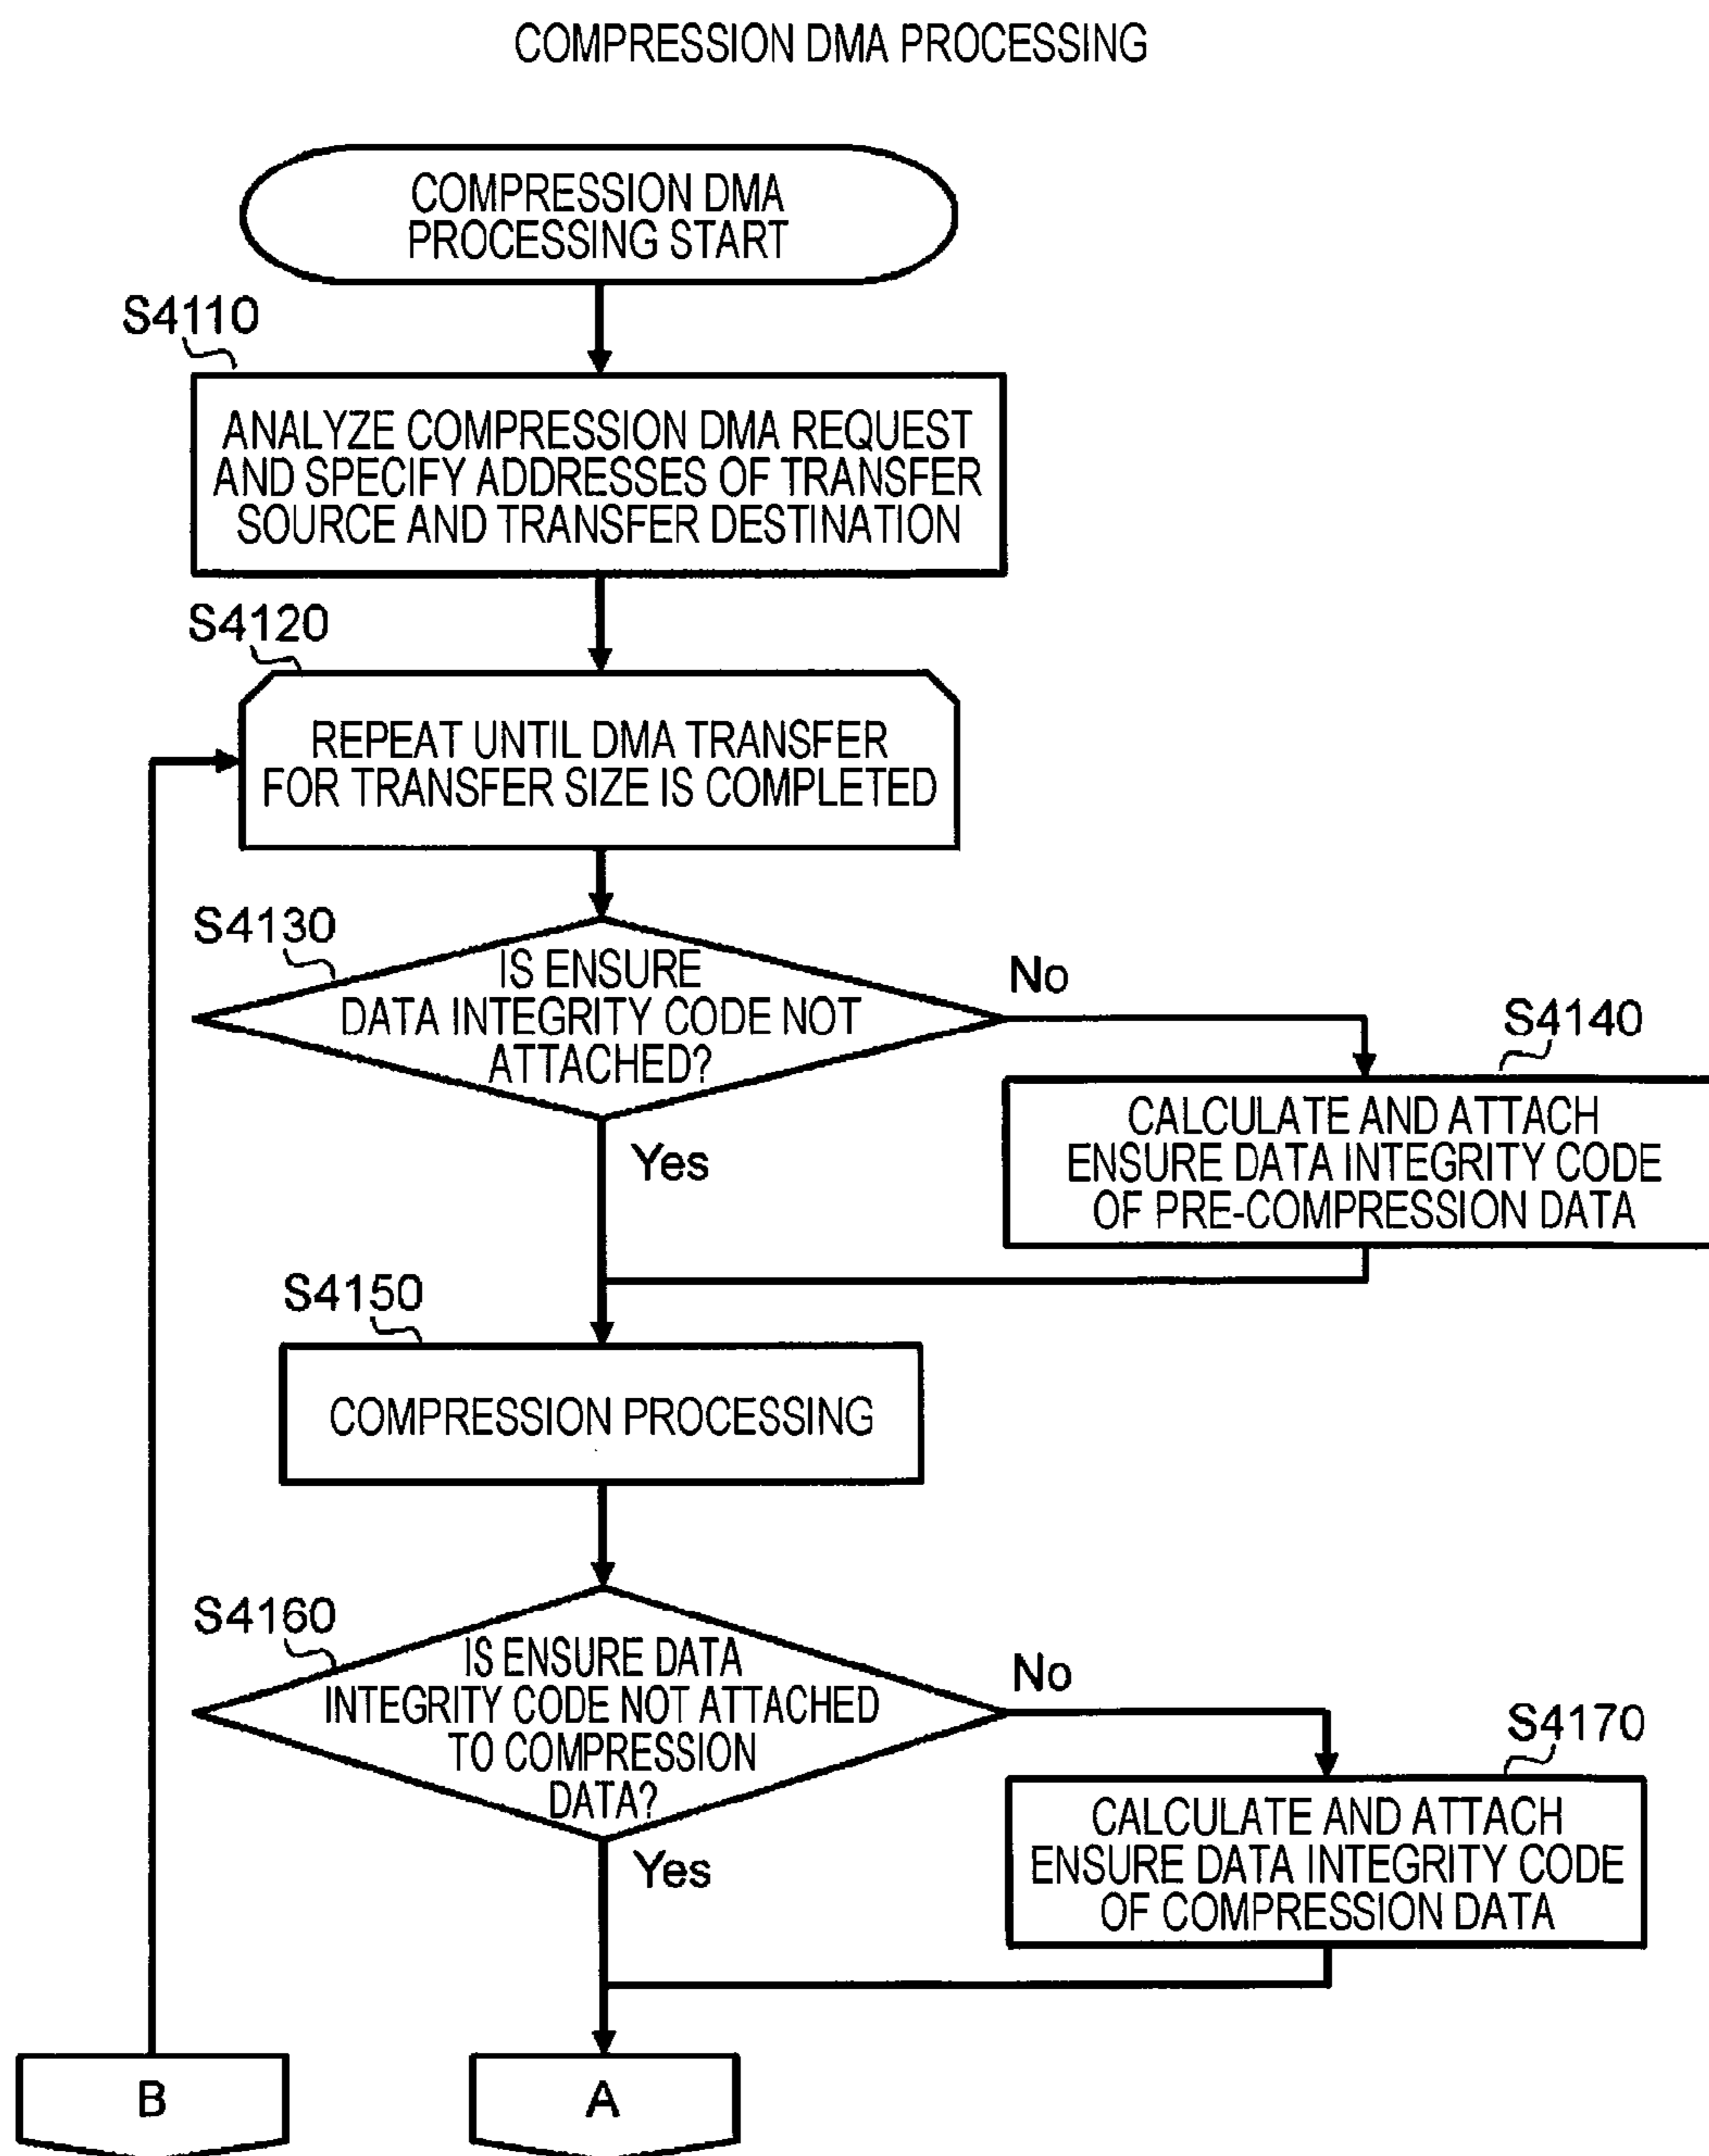 COMPRESSION DMA PROCESSING
COMPRESSION DMA
PROCESSING START
S4110
ANALYZE COMPRESSION DMA REQUEST
AND SPECIFY ADDRESSES OF TRANSFER
SOURCE AND TRANSFER DESTINATION
S4120
REPEAT UNTIL DMA TRANSFER
FOR TRANSFER SIZE IS COMPLETED
S4130
IS ENSURE
DATA INTEGRITY CODE NOT
ATTACHED?
No
Yes
S4140
CALCULATE AND ATTACH
ENSURE DATA INTEGRITY CODE
OF PRE-COMPRESSION DATA
S4150
COMPRESSION PROCESSING
S4160
IS ENSURE DATA
INTEGRITY CODE NOT ATTACHED
TO COMPRESSION
DATA?
No
Yes
S4170
CALCULATE AND ATTACH
ENSURE DATA INTEGRITY CODE
OF COMPRESSION DATA
B
A